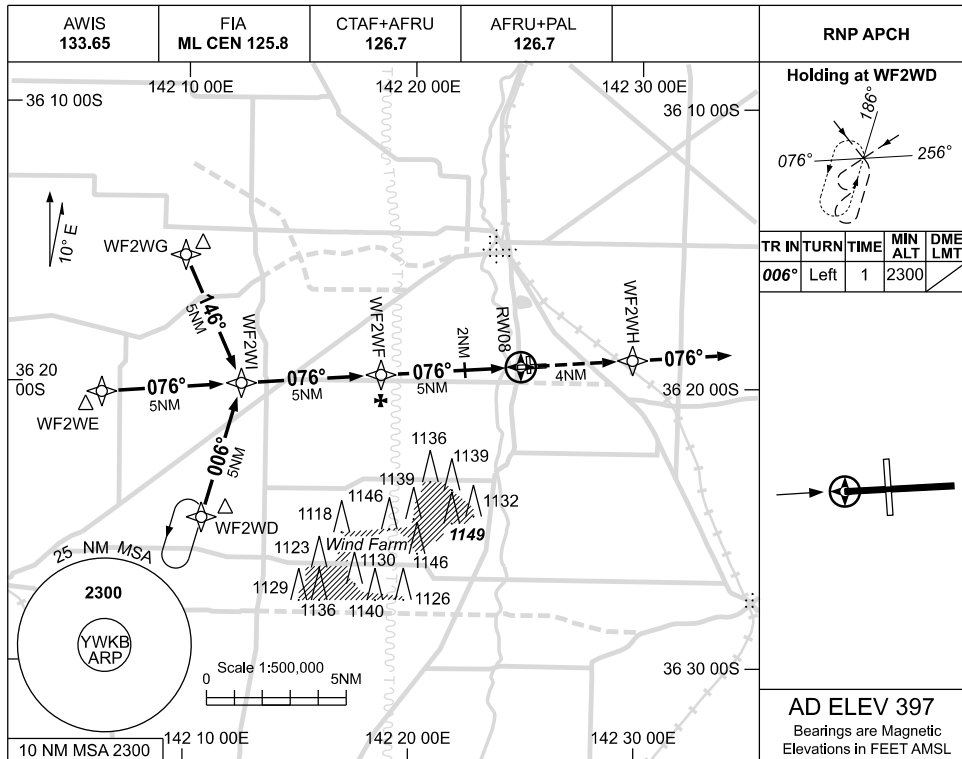 AWIS
133.65
FIA
ML CEN 125.8
CTAF+AFRU
126.7
AFRU+PAL
126.7
RNP APCH
142 10 00E
142 20 00E
142 30 00E
36 10 00S
36 10 00S
Holding at WF2WD
186°
076°
256°
TR IN
TURN
TIME
MIN
ALT
DME
LMT
006°
Left
1
2300
10° E
WF2WG
146°
5NM
WF2WI
WF2WF
2NM
RW08
WF2WH
36 20
00S
076°
5NM
076°
5NM
076°
5NM
4NM
076°
36 20 00S
WF2WE
006°
5NM
WF2WD
1136
1139
1139
1146
1132
1118
1149
Wind Farm
1123
1130
1146
1129
1136
1140
1126
25 NM MSA
2300
YWKB
ARP
Scale 1:500,000
0
5NM
36 30 00S
10 NM MSA 2300
142 10 00E
142 20 00E
142 30 00E
AD ELEV 397
Bearings are Magnetic
Elevations in FEET AMSL